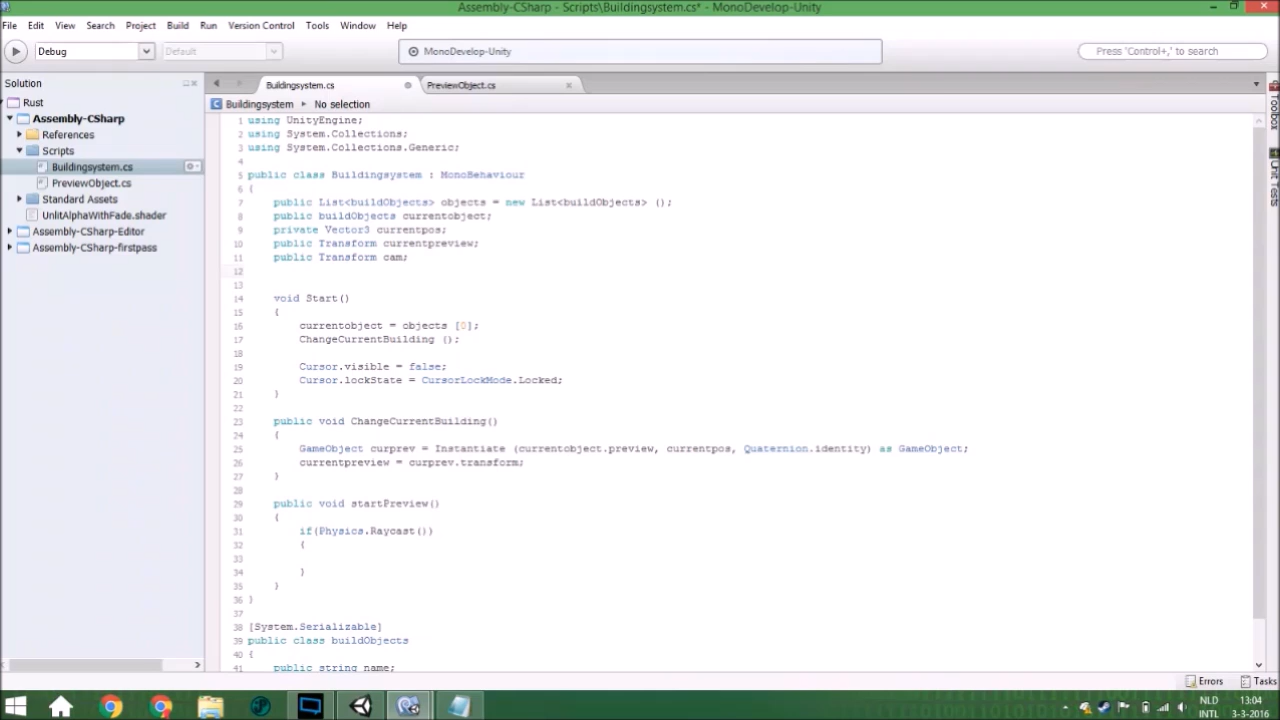 Assembly-CSharp - Scripts\Buildingsystem.cs* - MonoDevelop-Unity
File Edit View Search Project Build Run Version Control Tools Window Help
Debug Default MonoDevelop-Unity Press 'Control+,' to search
Solution
Buildingsystem.cs PreviewObject.cs
Buildingsystem No selection
Rust
Assembly-CSharp
References
Scripts
Buildingsystem.cs
PreviewObject.cs
Standard Assets
UnlitAlphaWithFade.shader
Assembly-CSharp-Editor
Assembly-CSharp-firstpass
1 using UnityEngine;
2 using System.Collections;
3 using System.Collections.Generic;
4
5 public class Buildingsystem : MonoBehaviour
6 {
7 public List<buildObjects> objects = new List<buildObjects> ();
8 public buildObjects currentobject;
9 private Vector3 currentpos;
10 public Transform currentpreview;
11 public Transform cam;
12
13
14 void Start()
15 {
16 currentobject = objects [0];
17 ChangeCurrentBuilding ();
18
19 Cursor.visible = false;
20 Cursor.lockState = CursorLockMode.Locked;
21 }
22
23 public void ChangeCurrentBuilding()
24 {
25 GameObject curprev = Instantiate (currentobject.preview, currentpos, Quaternion.identity) as GameObject;
26 currentpreview = curprev.transform;
27 }
28
29 public void startPreview()
30 {
31 if(Physics.Raycast())
32 {
33
34 }
35 }
36 }
37
38 [System.Serializable]
39 public class buildObjects
40 {
41 public string name;
Toolbox
Unit Tests
Errors Tasks
NLD 13:04
INTL 3-3-2016